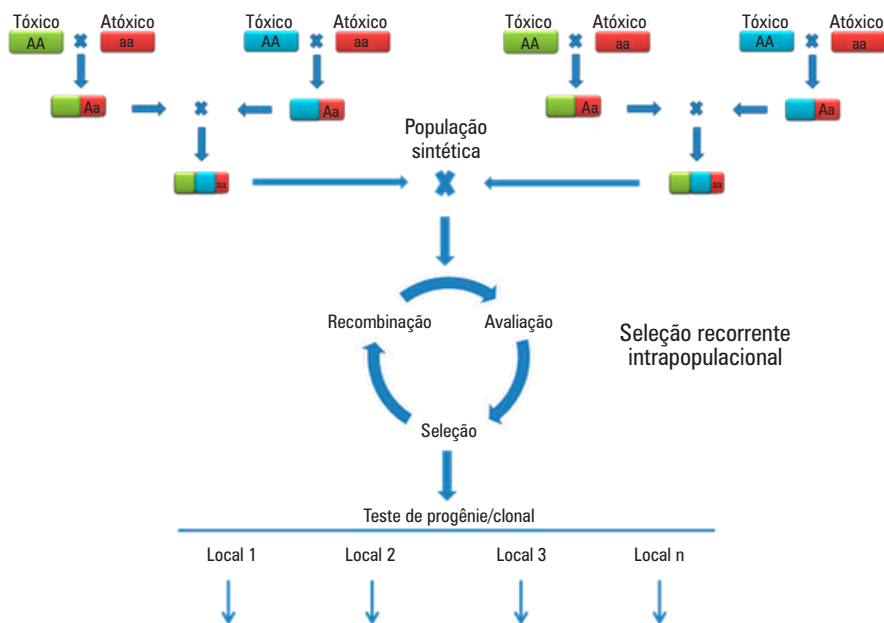 Tóxico Atóxico Tóxico Atóxico Tóxico Atóxico Tóxico Atóxico
AA aa AA aa AA aa AA aa
Aa Aa Aa Aa
População
sintética
aa aa
Recombinação Avaliação
Seleção recorrente
intrapopulacional
Seleção
Teste de progênie/clonal
Local 1 Local 2 Local 3 Local n